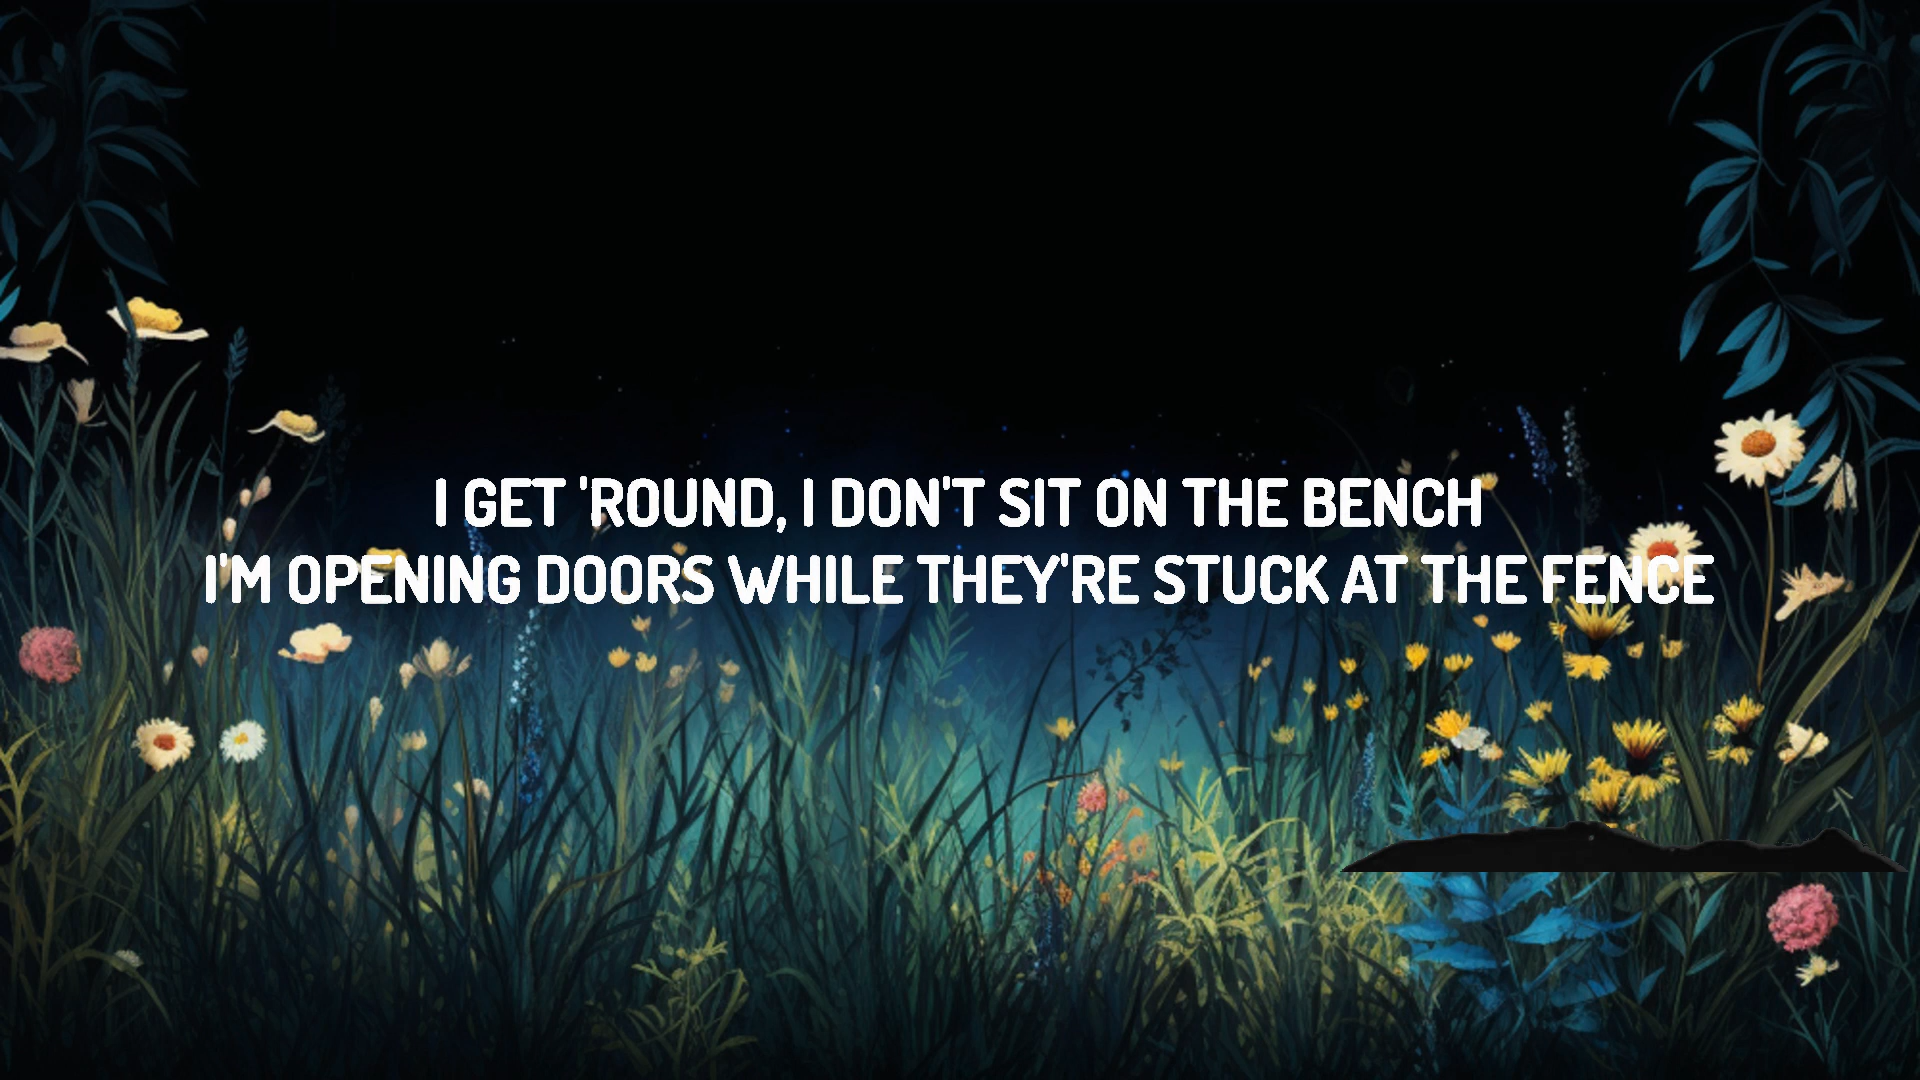 I GET 'ROUND, I DON'T SIT ON THE BENCH
I'M OPENING DOORS WHILE THEY'RE STUCK AT THE FENCE